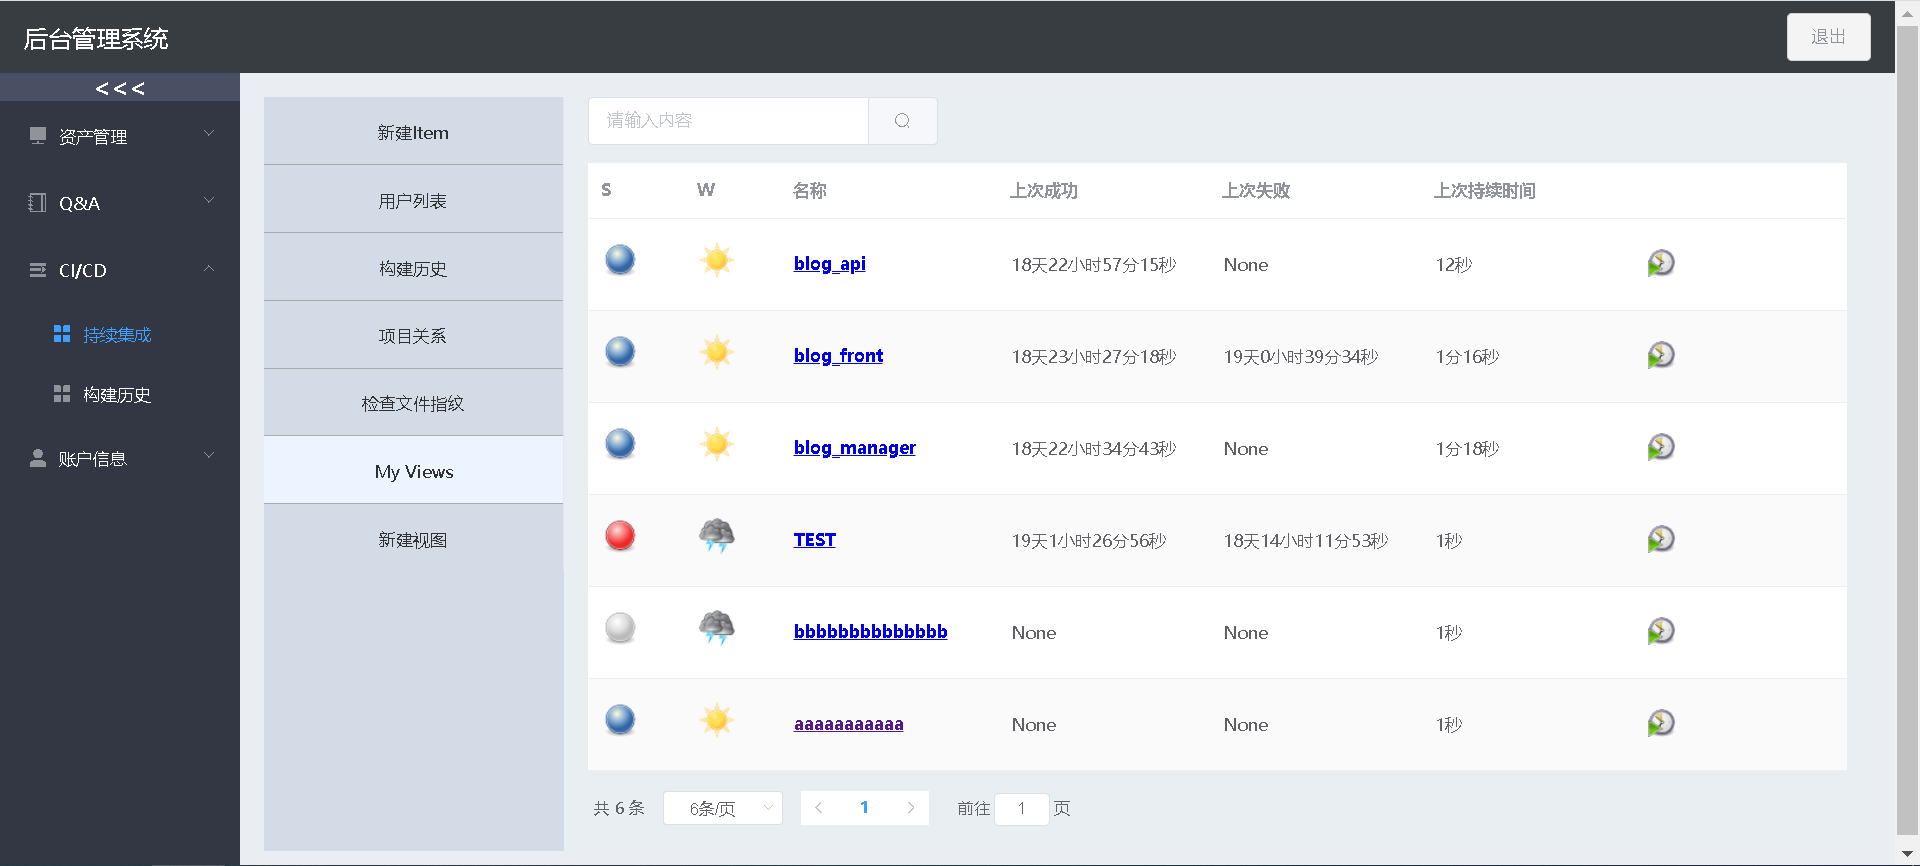 后台管理系统
退出
<<<
资产管理
Q&A
CI/CD
持续集成
构建历史
账户信息
新建Item
用户列表
构建历史
项目关系
检查文件指纹
My Views
新建视图
请输入内容
S W 名称 上次成功 上次失败 上次持续时间
blog_api 18天22小时57分15秒 None 12秒
blog_front 18天23小时27分18秒 19天0小时39分34秒 1分16秒
blog_manager 18天22小时34分43秒 None 1分18秒
TEST 19天1小时26分56秒 18天14小时11分53秒 1秒
bbbbbbbbbbbbbb None None 1秒
aaaaaaaaaaa None None 1秒
共 6 条 6条/页 1 前往 1 页